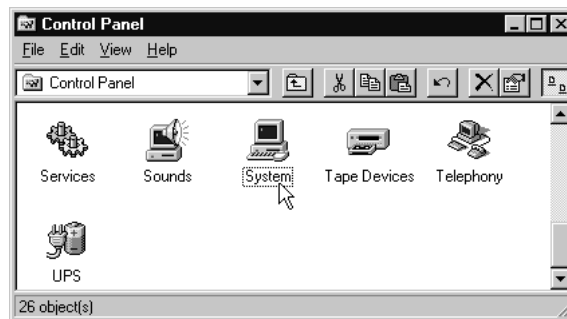 Control Panel
File Edit View Help
Control Panel
Services Sounds System Tape Devices Telephony
UPS
26 object(s)